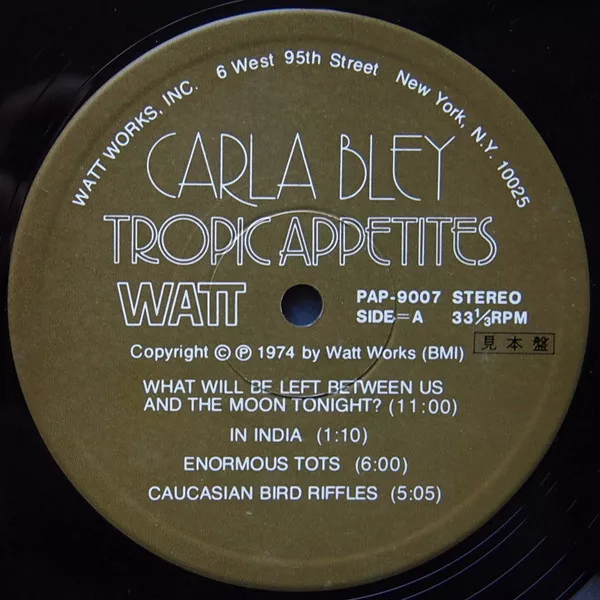 WATT WORKS, INC. 6 West 95th Street New York, N.Y. 10025
CARLA BLEY
TROPIC APPETITES
WATT
PAP-9007 STEREO
SIDE=A 33⅓RPM
見本盤
Copyright © ℗ 1974 by Watt Works (BMI)
WHAT WILL BE LEFT BETWEEN US
AND THE MOON TONIGHT? (11:00)
IN INDIA (1:10)
ENORMOUS TOTS (6:00)
CAUCASIAN BIRD RIFFLES (5:05)